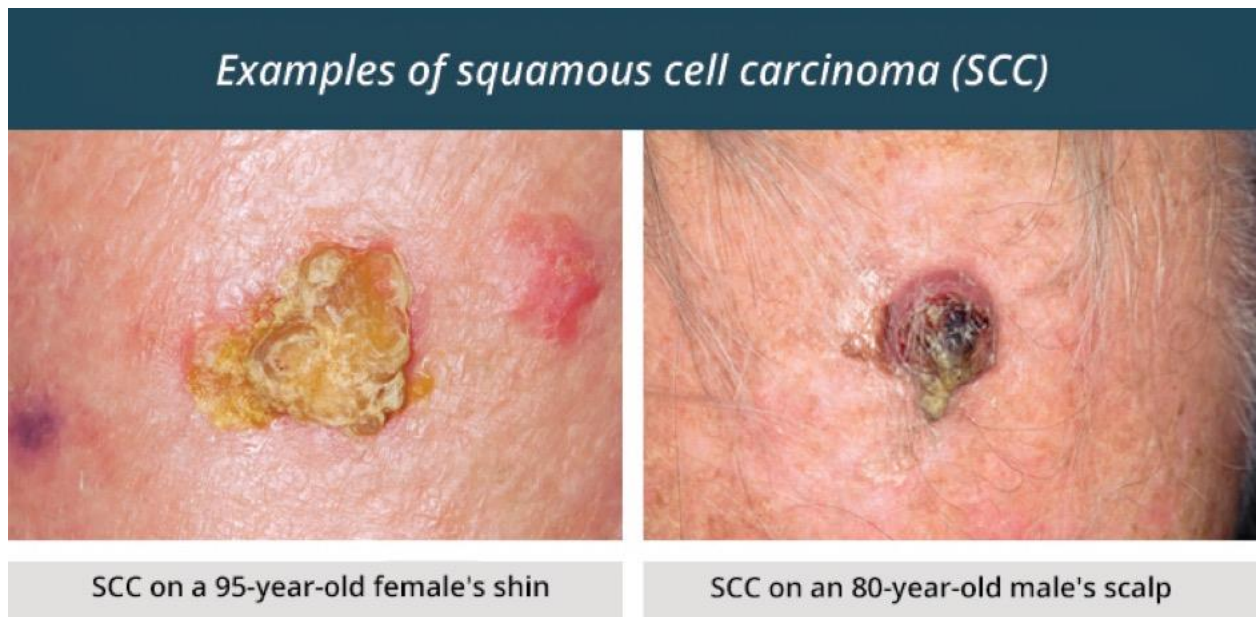 Examples of squamous cell carcinoma (SCC)
SCC on a 95-year-old female's shin
SCC on an 80-year-old male's scalp